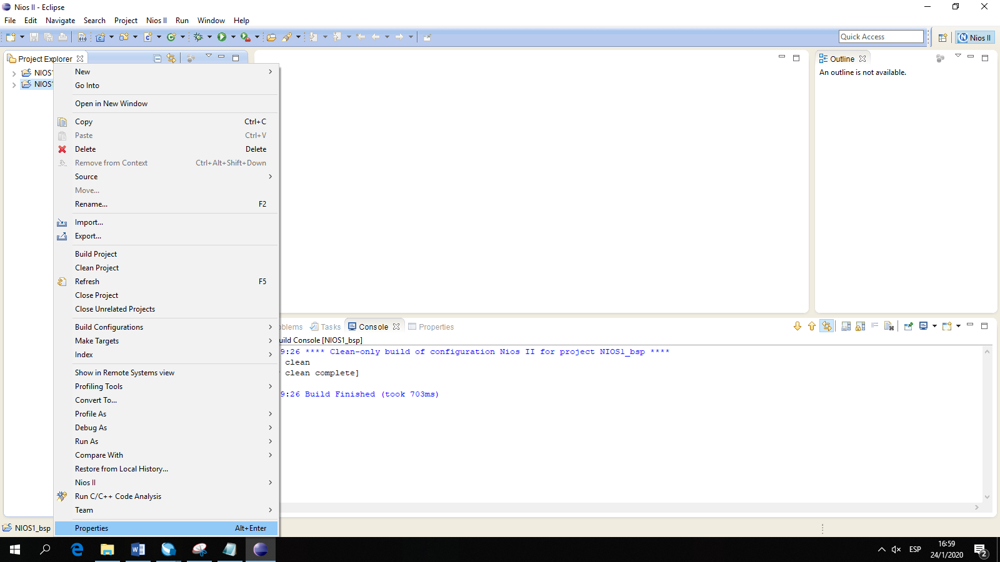 Nios II - Eclipse
File Edit Navigate Search Project Nios II Run Window Help
Quick Access
Nios II
Project Explorer
NIOS1
NIOS1
New
Go Into
Open in New Window
Copy Ctrl+C
Paste Ctrl+V
Delete Delete
Remove from Context Ctrl+Alt+Shift+Down
Source
Move...
Rename... F2
Import...
Export...
Build Project
Clean Project
Refresh F5
Close Project
Close Unrelated Projects
Build Configurations
Make Targets
Index
Show in Remote Systems view
Profiling Tools
Convert To...
Profile As
Debug As
Run As
Compare With
Restore from Local History...
Nios II
Run C/C++ Code Analysis
Team
Properties Alt+Enter
Outline
An outline is not available.
oblems Tasks Console Properties
uild Console [NIOS1_bsp]
9:26 **** Clean-only build of configuration Nios II for project NIOS1_bsp ****
clean
clean complete]
9:26 Build Finished (took 703ms)
NIOS1_bsp
ESP
16:59
24/1/2020
2